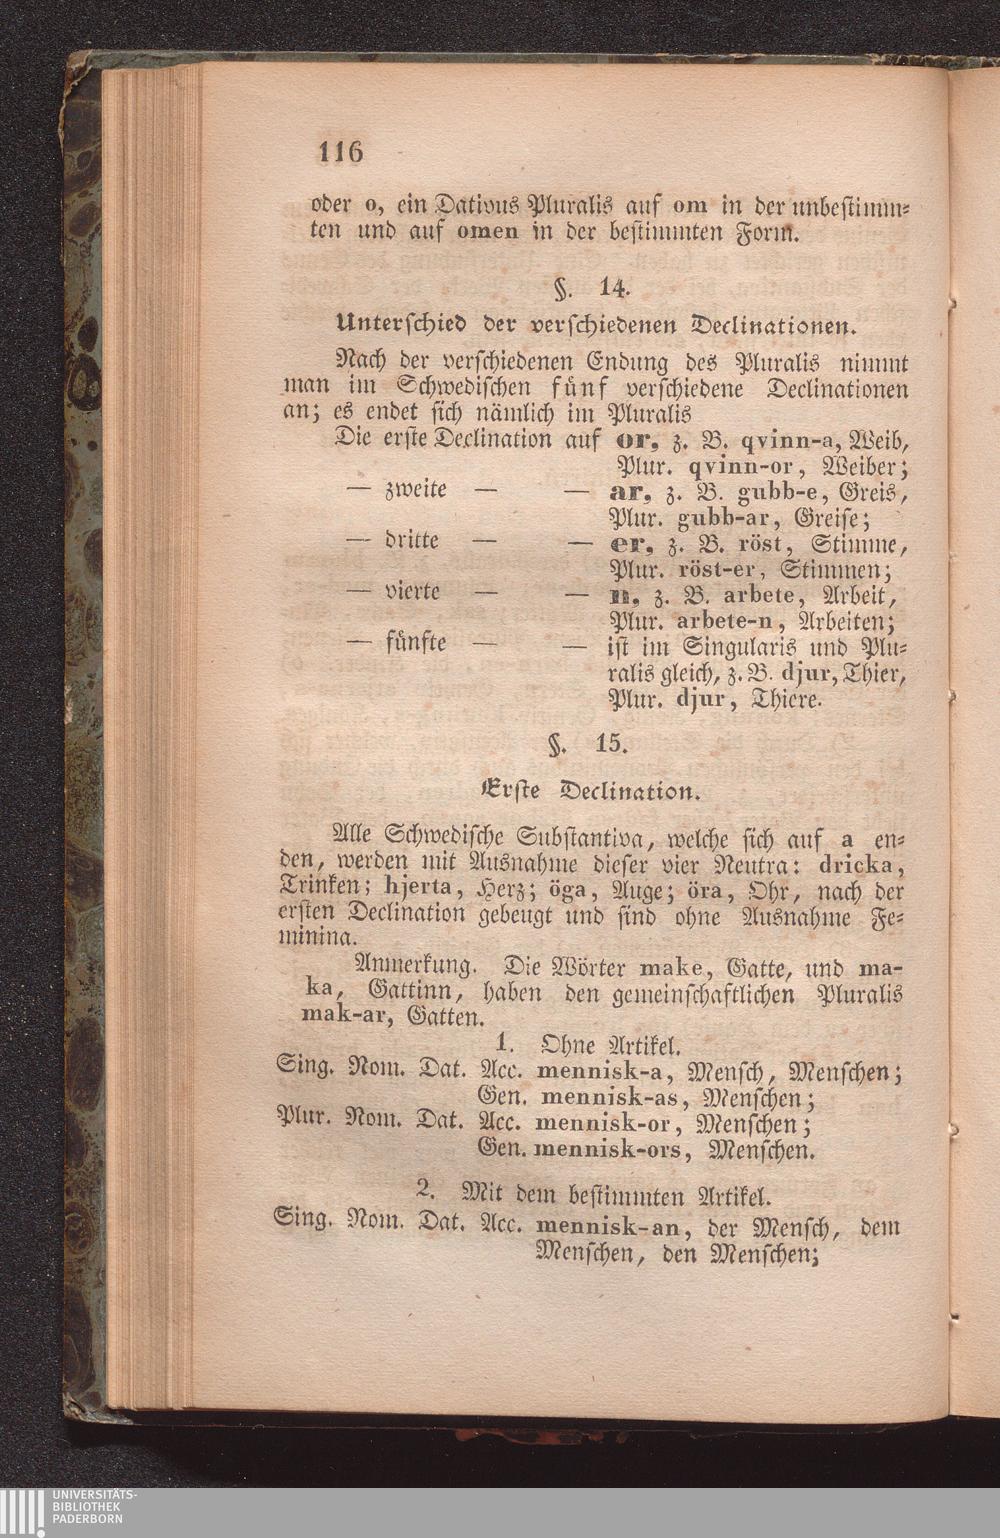 116
oder o, ein Dativus Pluralis auf om in der unbestimm-
ten und auf omen in der bestimmten Form.
§. 14.
Unterschied der verschiedenen Declinationen.
Nach der verschiedenen Endung des Pluralis nimmt
man im Schwedischen fünf verschiedene Declinationen
an; es endet sich nämlich im Pluralis
Die erste Declination auf or, z. B. qvinn-a, Weib,
Plur. qvinn-or, Weiber;
— zweite — — ar, z. B. gubb-e, Greis,
Plur. gubb-ar, Greise;
— dritte — — er, z. B. röst, Stimme,
Plur. röst-er, Stimmen;
— vierte — — n, z. B. arbete, Arbeit,
Plur. arbete-n, Arbeiten;
— fünfte — — ist im Singularis und Plu-
ralis gleich, z. B. djur, Thier,
Plur. djur, Thiere.
§. 15.
Erste Declination.
Alle Schwedische Substantiva, welche sich auf a en-
den, werden mit Ausnahme dieser vier Neutra: dricka,
Trinken; hjerta, Herz; öga, Auge; öra, Ohr, nach der
ersten Declination gebeugt und sind ohne Ausnahme Fe-
minina.
Anmerkung. Die Wörter make, Gatte, und ma-
ka, Gattinn, haben den gemeinschaftlichen Pluralis
mak-ar, Gatten.
1. Ohne Artikel.
Sing. Nom. Dat. Acc. mennisk-a, Mensch, Menschen;
Gen. mennisk-as, Menschen;
Plur. Nom. Dat. Acc. mennisk-or, Menschen;
Gen. mennisk-ors, Menschen.
2. Mit dem bestimmten Artikel.
Sing. Nom. Dat. Acc. mennisk-an, der Mensch, dem
Menschen, den Menschen;
UNIVERSITÄTS-
BIBLIOTHEK
PADERBORN